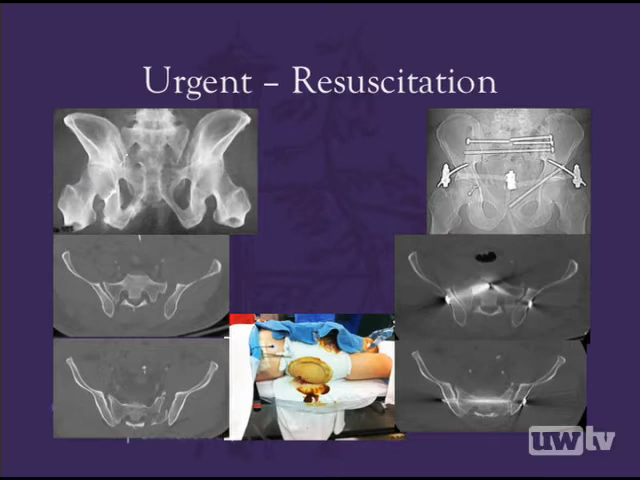 Urgent – Resuscitation
uwtv